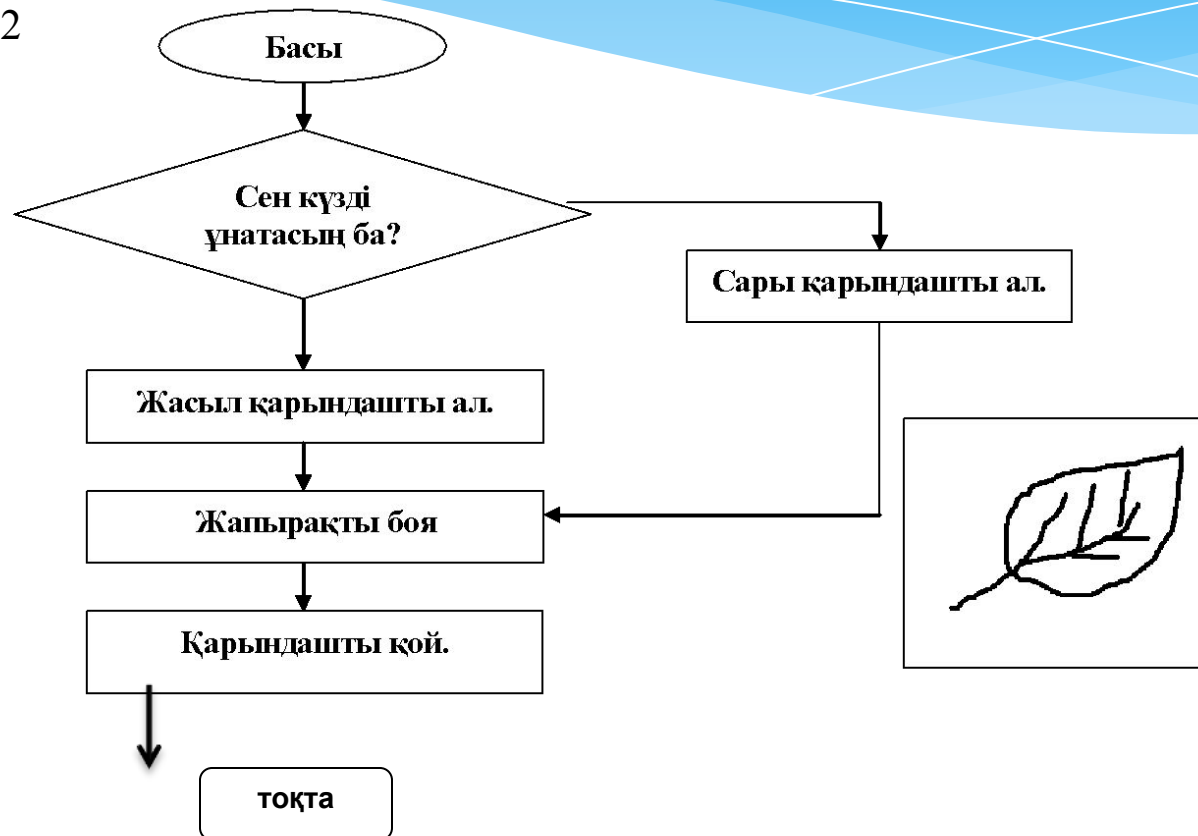 2
Басы
Сен күзді
ұнатасың ба?
Сары қарындашты ал.
Жасыл қарындашты ал.
Жапырақты боя
Қарындашты қой.
тоқта